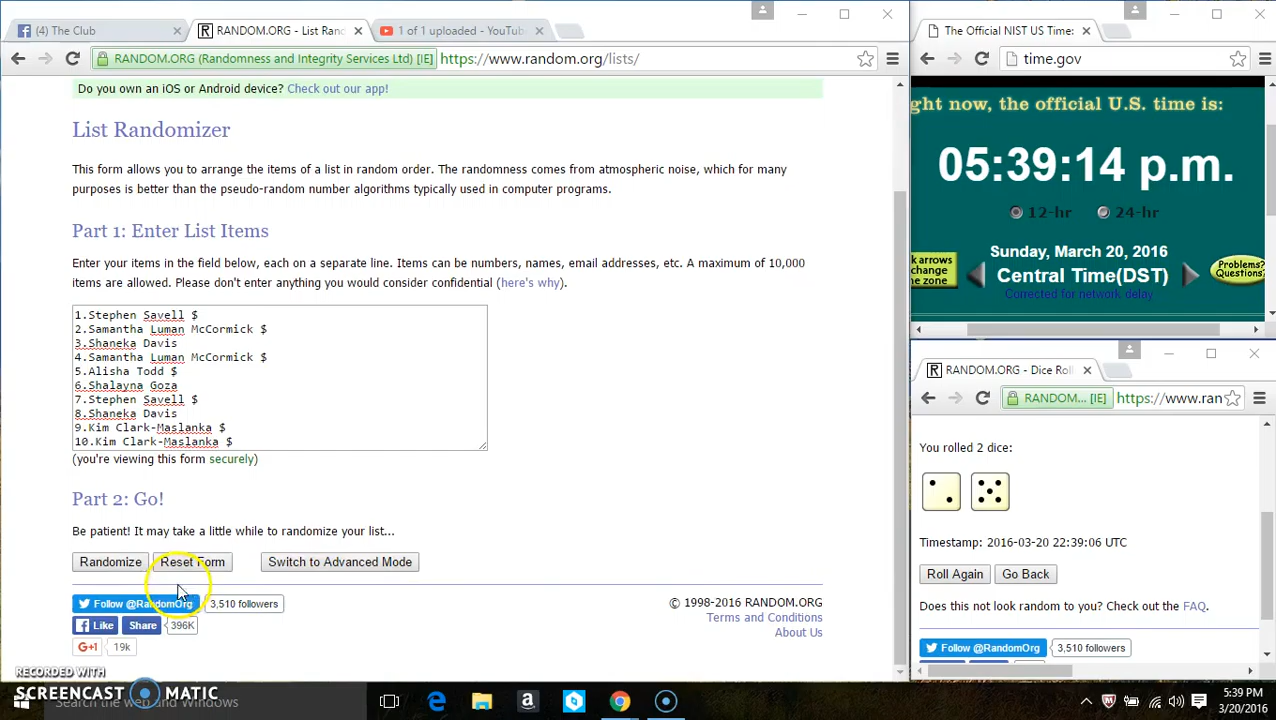 (4) The Club
RANDOM.ORG - List Ran
1 of 1 uploaded - YouTu
RANDOM.ORG (Randomness and Integrity Services Ltd) [IE] https://www.random.org/lists/
Do you own an iOS or Android device? Check out our app!
List Randomizer
This form allows you to arrange the items of a list in random order. The randomness comes from atmospheric noise, which for many
purposes is better than the pseudo-random number algorithms typically used in computer programs.
Part 1: Enter List Items
Enter your items in the field below, each on a separate line. Items can be numbers, names, email addresses, etc. A maximum of 10,000
items are allowed. Please don't enter anything you would consider confidential (here's why).
1.Stephen Savell $
2.Samantha Luman McCormick $
3.Shaneka Davis
4.Samantha Luman McCormick $
5.Alisha Todd $
6.Shalayna Goza
7.Stephen Savell $
8.Shaneka Davis
9.Kim Clark-Maslanka $
10.Kim Clark-Maslanka $
(you're viewing this form securely)
Part 2: Go!
Be patient! It may take a little while to randomize your list...
Randomize Reset Form Switch to Advanced Mode
Follow @RandomOrg 3,510 followers
Like Share 396K
G+1 19k
© 1998-2016 RANDOM.ORG
Terms and Conditions
About Us
RECORDED WITH
SCREENCAST MATIC
Search the web and Windows
The Official NIST US Time:
time.gov
ght now, the official U.S. time is:
05:39:14 p.m.
12-hr 24-hr
Sunday, March 20, 2016
Central Time(DST)
Corrected for network delay
k arrows
change
ne zone
Problems?
Questions?
RANDOM.ORG - Dice Roll
RANDOM... [IE] https://www.ran
You rolled 2 dice:
Timestamp: 2016-03-20 22:39:06 UTC
Roll Again Go Back
Does this not look random to you? Check out the FAQ.
Follow @RandomOrg 3,510 followers
5:39 PM
3/20/2016